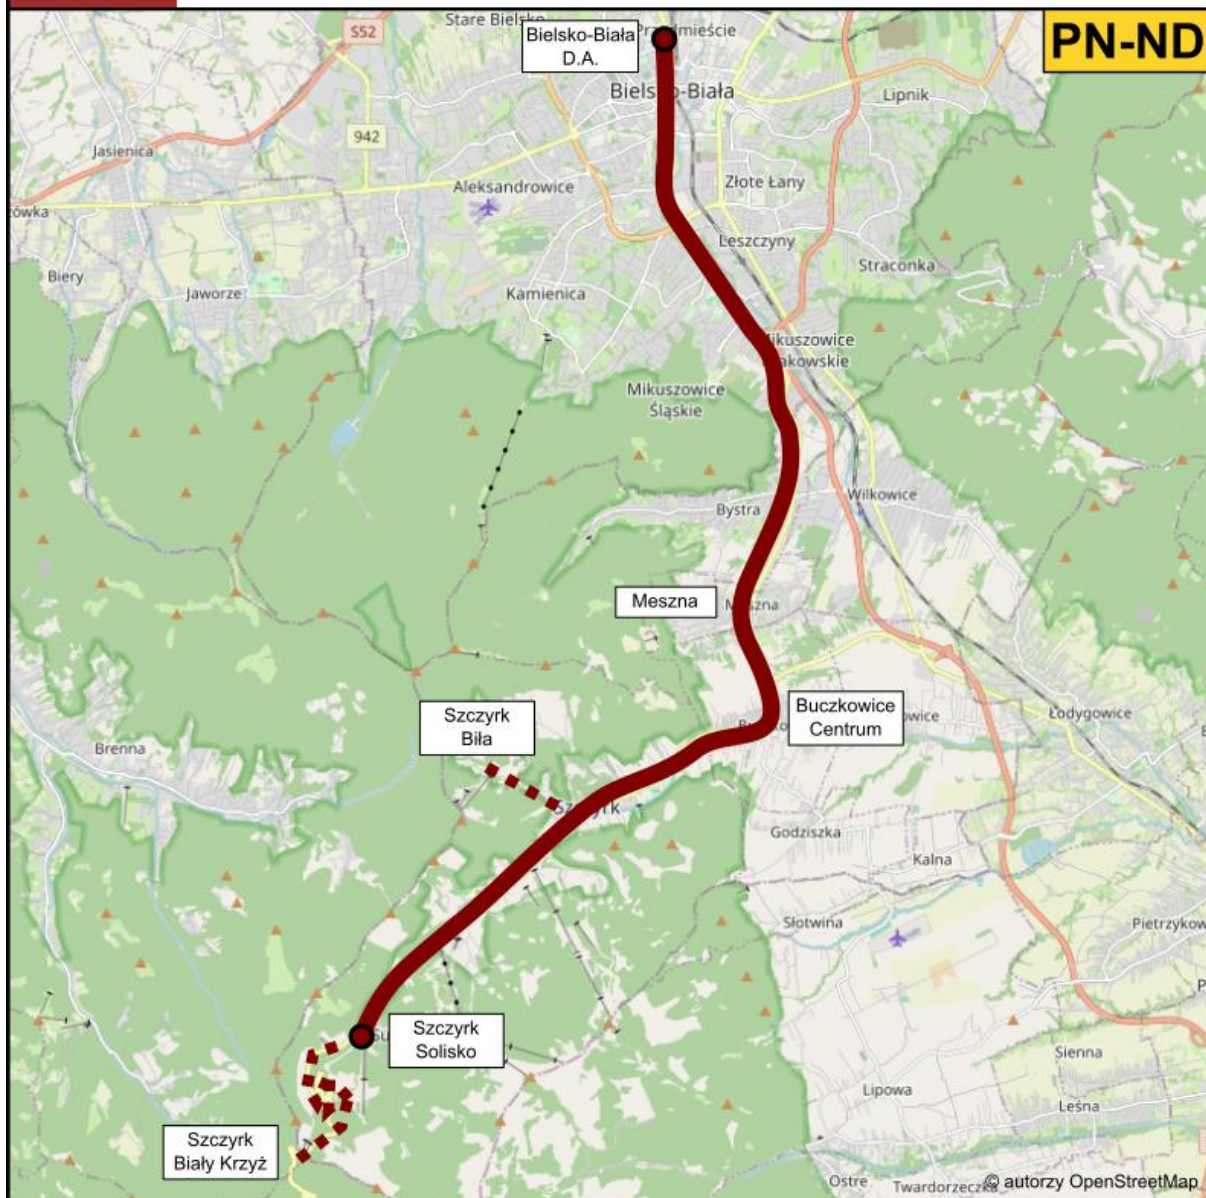 Stare Bielsko
S52
Bielsko-Biała
D.A.
PN-ND
Bielsko-Biała
Lipnik
942
Jasienica
Aleksandrowice
Złote Łany
Leszczyny
Straconka
Biery
Jaworze
Kamienica
Mikuszowice
Śląskie
Bystra
Wilkowice
Meszna
Szczyrk
Biła
Buczkowice
Centrum
Łodygowice
Brenna
Szczyrk
Godziszka
Kalna
Słotwina
Szczyrk
Solisko
Sienna
Lipowa
Leśna
Szczyrk
Biały Krzyż
Ostre
Twardorzeczka
© autorzy OpenStreetMap